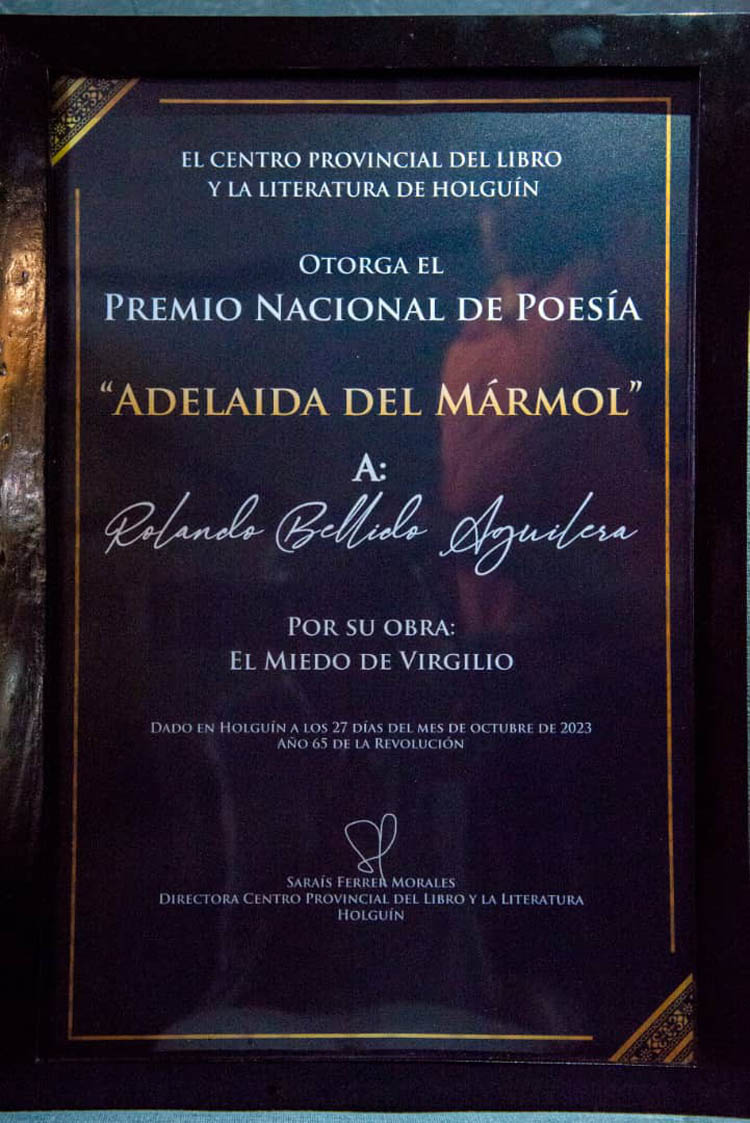 EL CENTRO PROVINCIAL DEL LIBRO
Y LA LITERATURA DE HOLGUÍN
OTORGA EL
PREMIO NACIONAL DE POESÍA
“ADELAIDA DEL MÁRMOL”
A:
Rolando Bellido Aguilera
POR SU OBRA:
EL MIEDO DE VIRGILIO
DADO EN HOLGUÍN A LOS 27 DÍAS DEL MES DE OCTUBRE DE 2023
AÑO 65 DE LA REVOLUCIÓN
SARAÍS FERRER MORALES
DIRECTORA CENTRO PROVINCIAL DEL LIBRO Y LA LITERATURA
HOLGUÍN